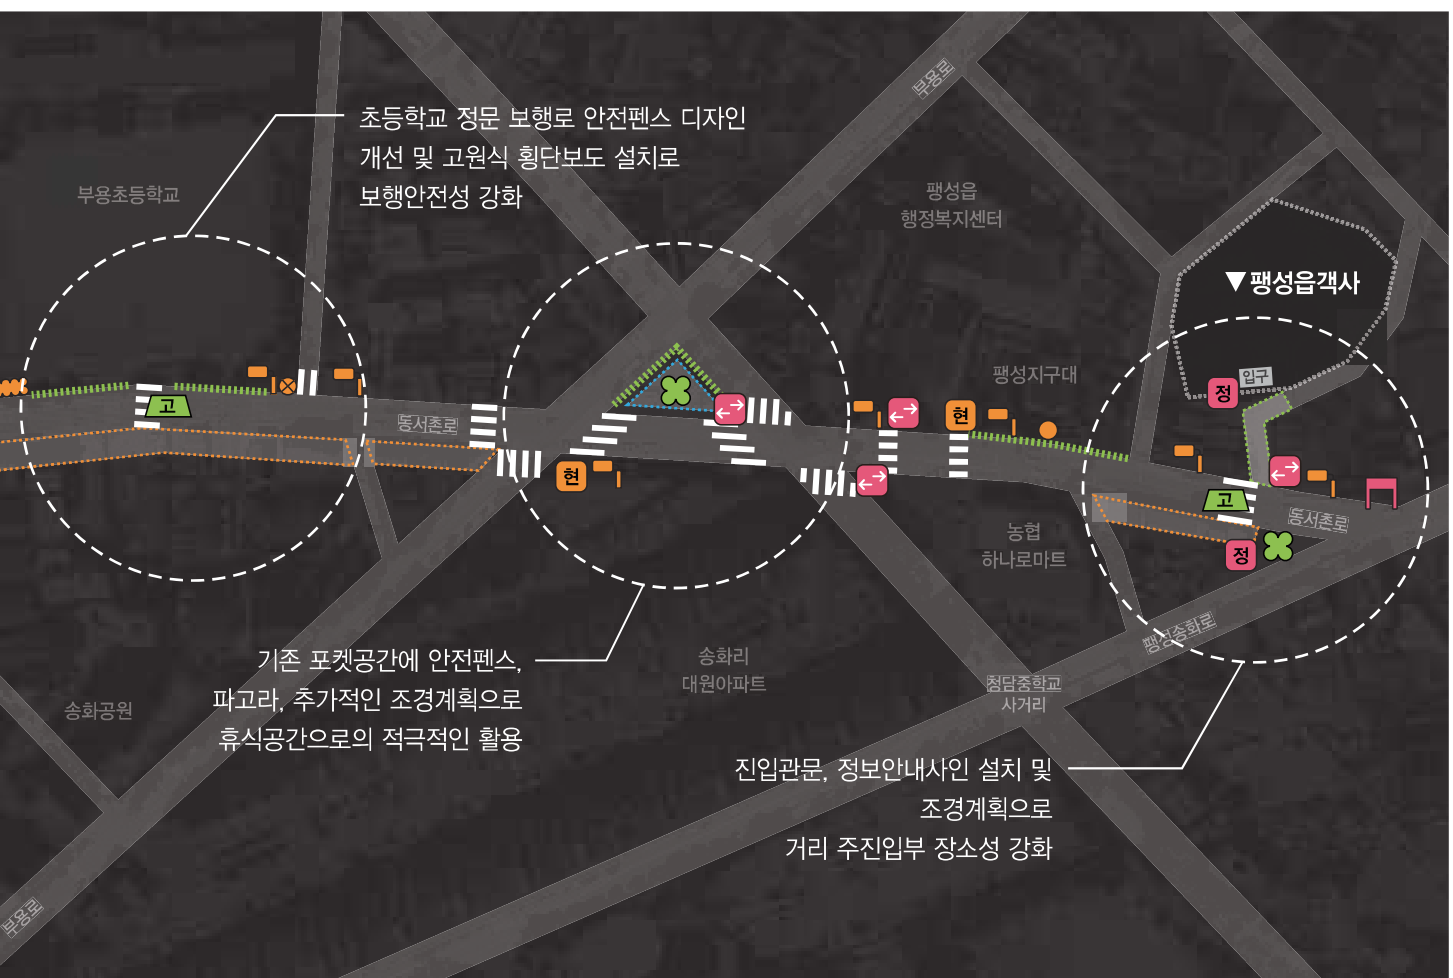 부용로
초등학교 정문 보행로 안전펜스 디자인
개선 및 고원식 횡단보도 설치로
보행안전성 강화
부용초등학교
팽성읍
행정복지센터
▼팽성읍객사
팽성지구대
입구
정
고
동서촌로
현
현
고
동서촌로
정
농협
하나로마트
팽성송화로
기존 포켓공간에 안전펜스,
파고라, 추가적인 조경계획으로
휴식공간으로의 적극적인 활용
송화리
대원아파트
청담중학교
사거리
송화공원
진입관문, 정보안내사인 설치 및
조경계획으로
거리 주진입부 장소성 강화
부용로